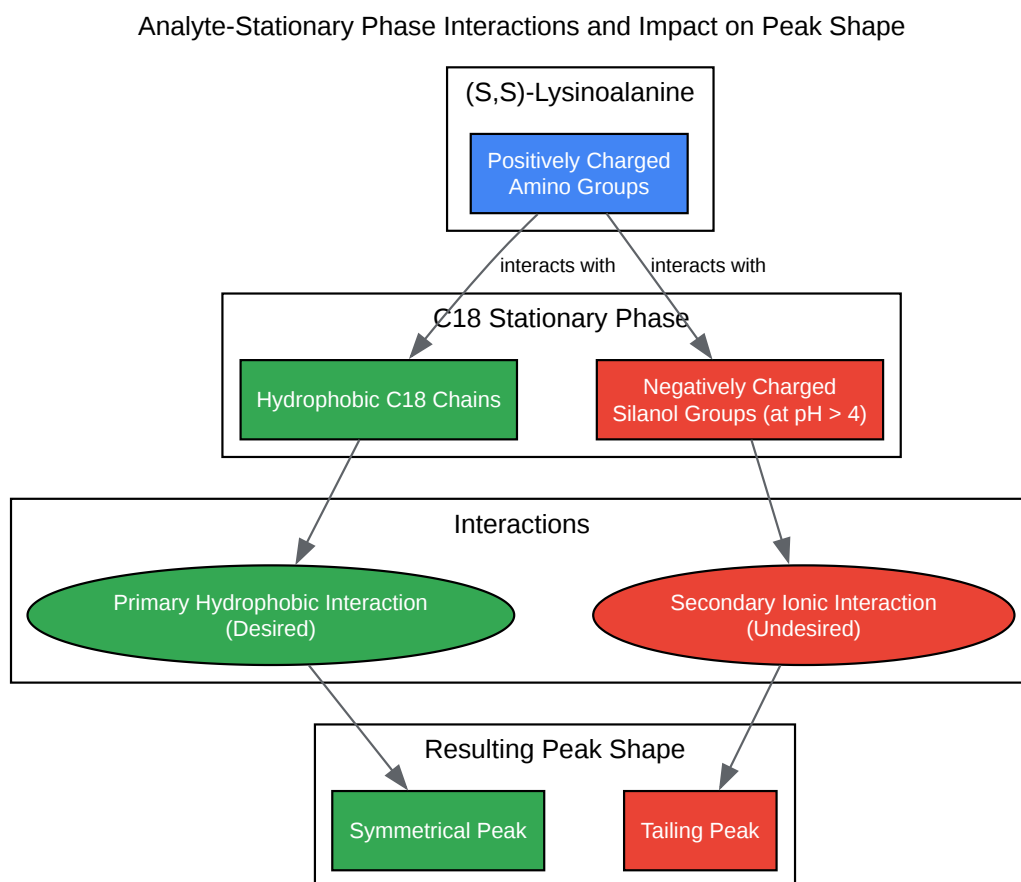 Analyte-Stationary Phase Interactions and Impact on Peak Shape
(S,S)-Lysinoalanine
Positively Charged
Amino Groups
interacts with
interacts with
C18 Stationary Phase
Hydrophobic C18 Chains
Negatively Charged
Silanol Groups (at pH > 4)
Interactions
Primary Hydrophobic Interaction
(Desired)
Secondary Ionic Interaction
(Undesired)
Resulting Peak Shape
Symmetrical Peak
Tailing Peak